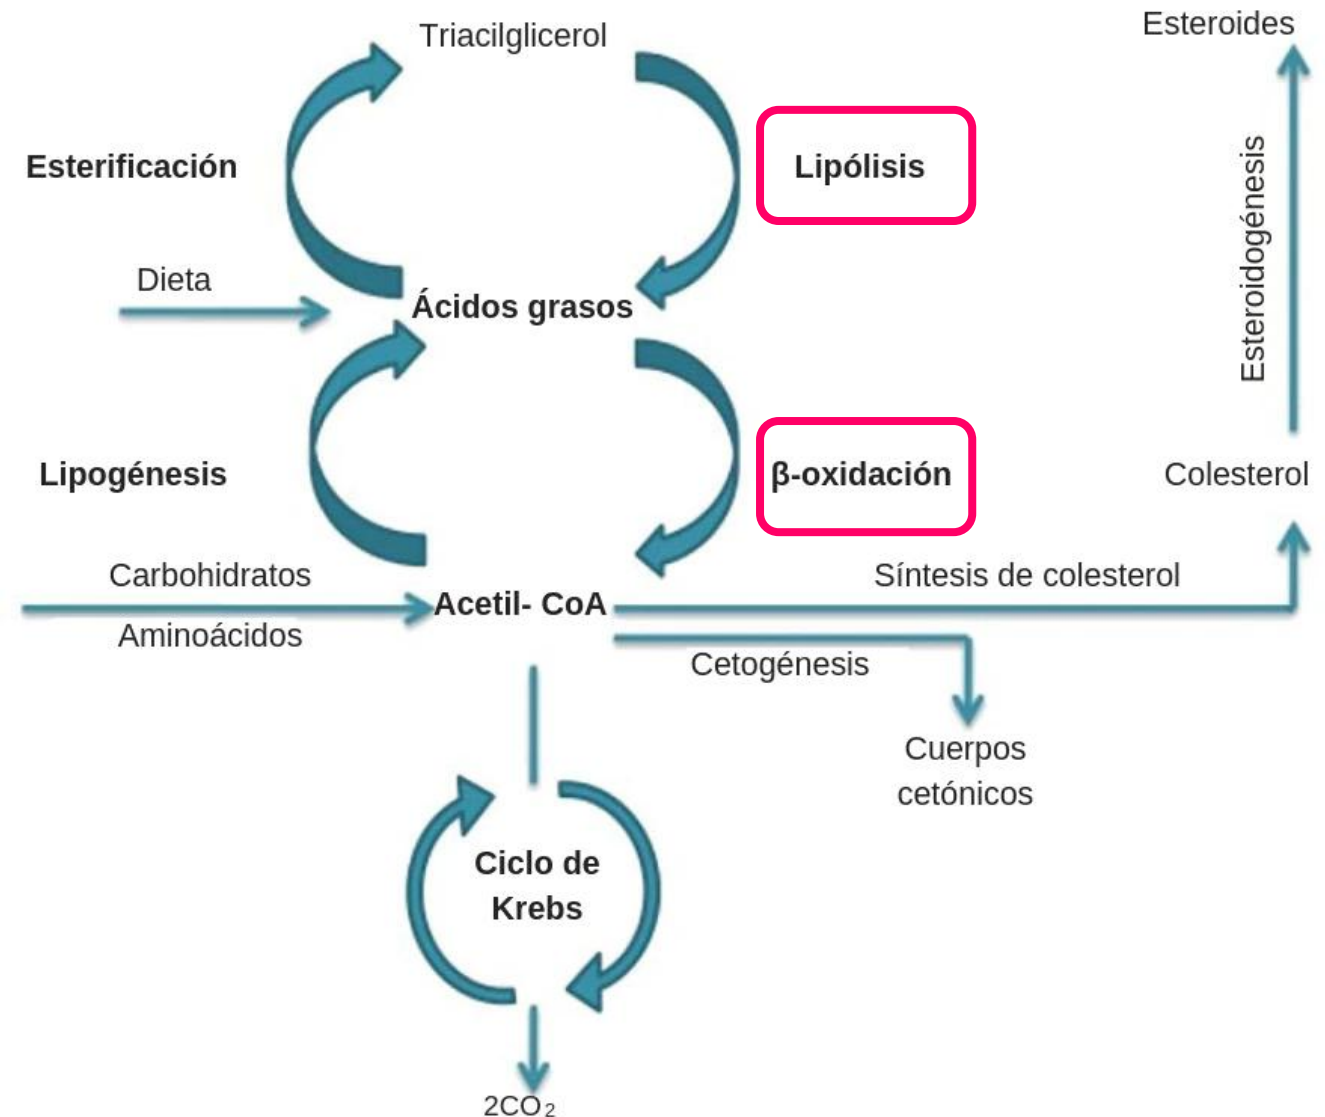 Triacilglicerol
Esteroides
Esterificación
Lipólisis
Esteroidogénesis
Dieta
Ácidos grasos
Lipogénesis
β-oxidación
Colesterol
Carbohidratos
Síntesis de colesterol
Acetil- CoA
Aminoácidos
Cetogénesis
Cuerpos
cetónicos
Ciclo de
Krebs
2CO₂